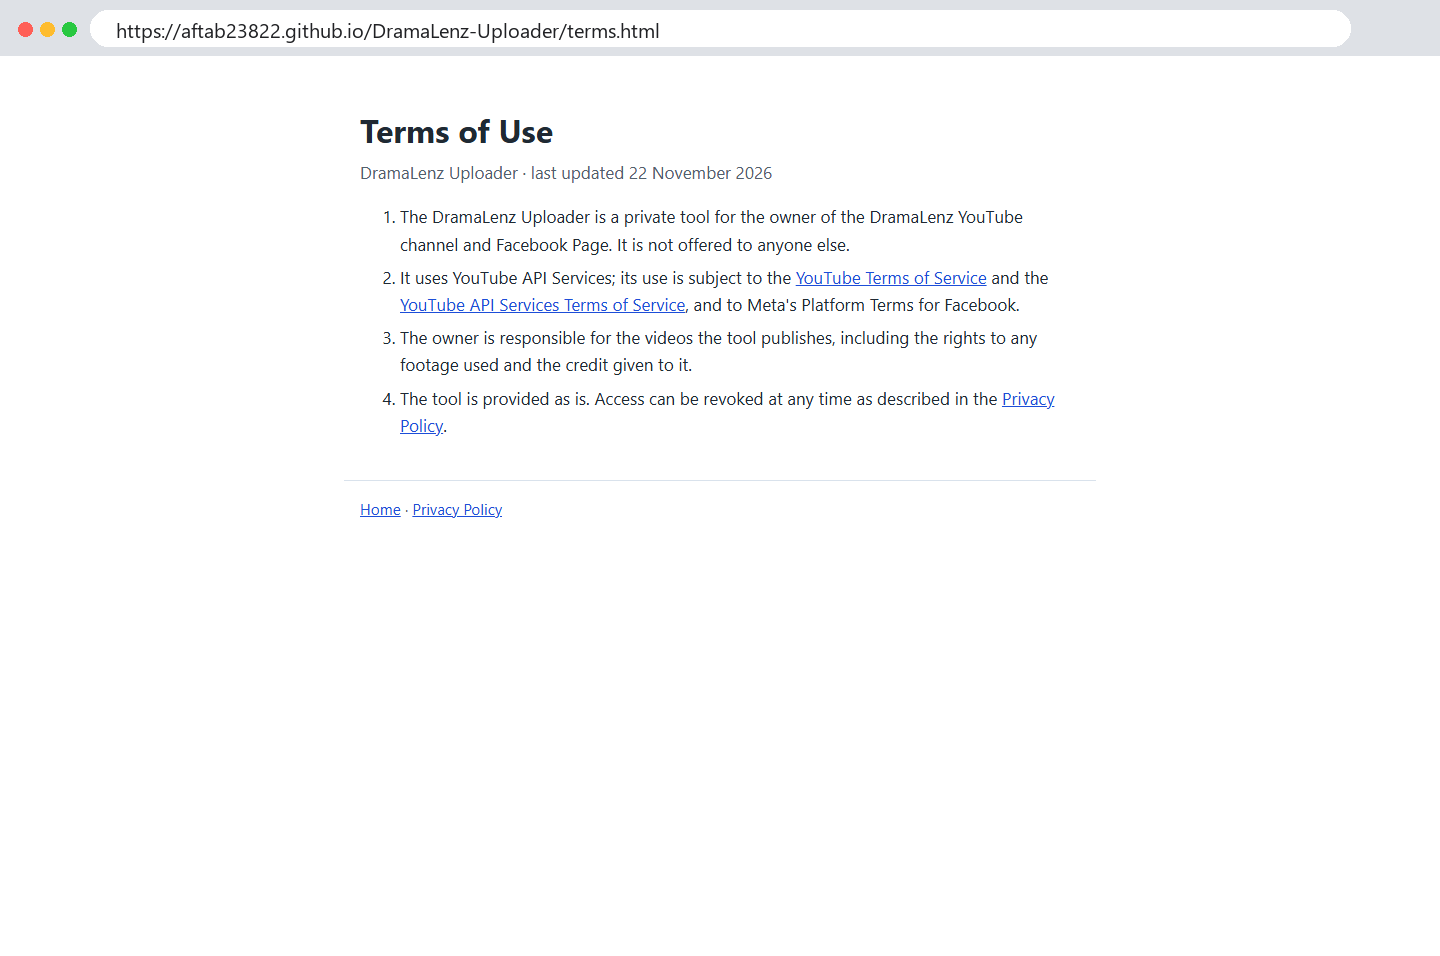 https://aftab23822.github.io/DramaLenz-Uploader/terms.html
Terms of Use
DramaLenz Uploader · last updated 22 November 2026
1. The DramaLenz Uploader is a private tool for the owner of the DramaLenz YouTube
channel and Facebook Page. It is not offered to anyone else.
2. It uses YouTube API Services; its use is subject to the YouTube Terms of Service and the
YouTube API Services Terms of Service, and to Meta's Platform Terms for Facebook.
3. The owner is responsible for the videos the tool publishes, including the rights to any
footage used and the credit given to it.
4. The tool is provided as is. Access can be revoked at any time as described in the Privacy
Policy.
Home · Privacy Policy